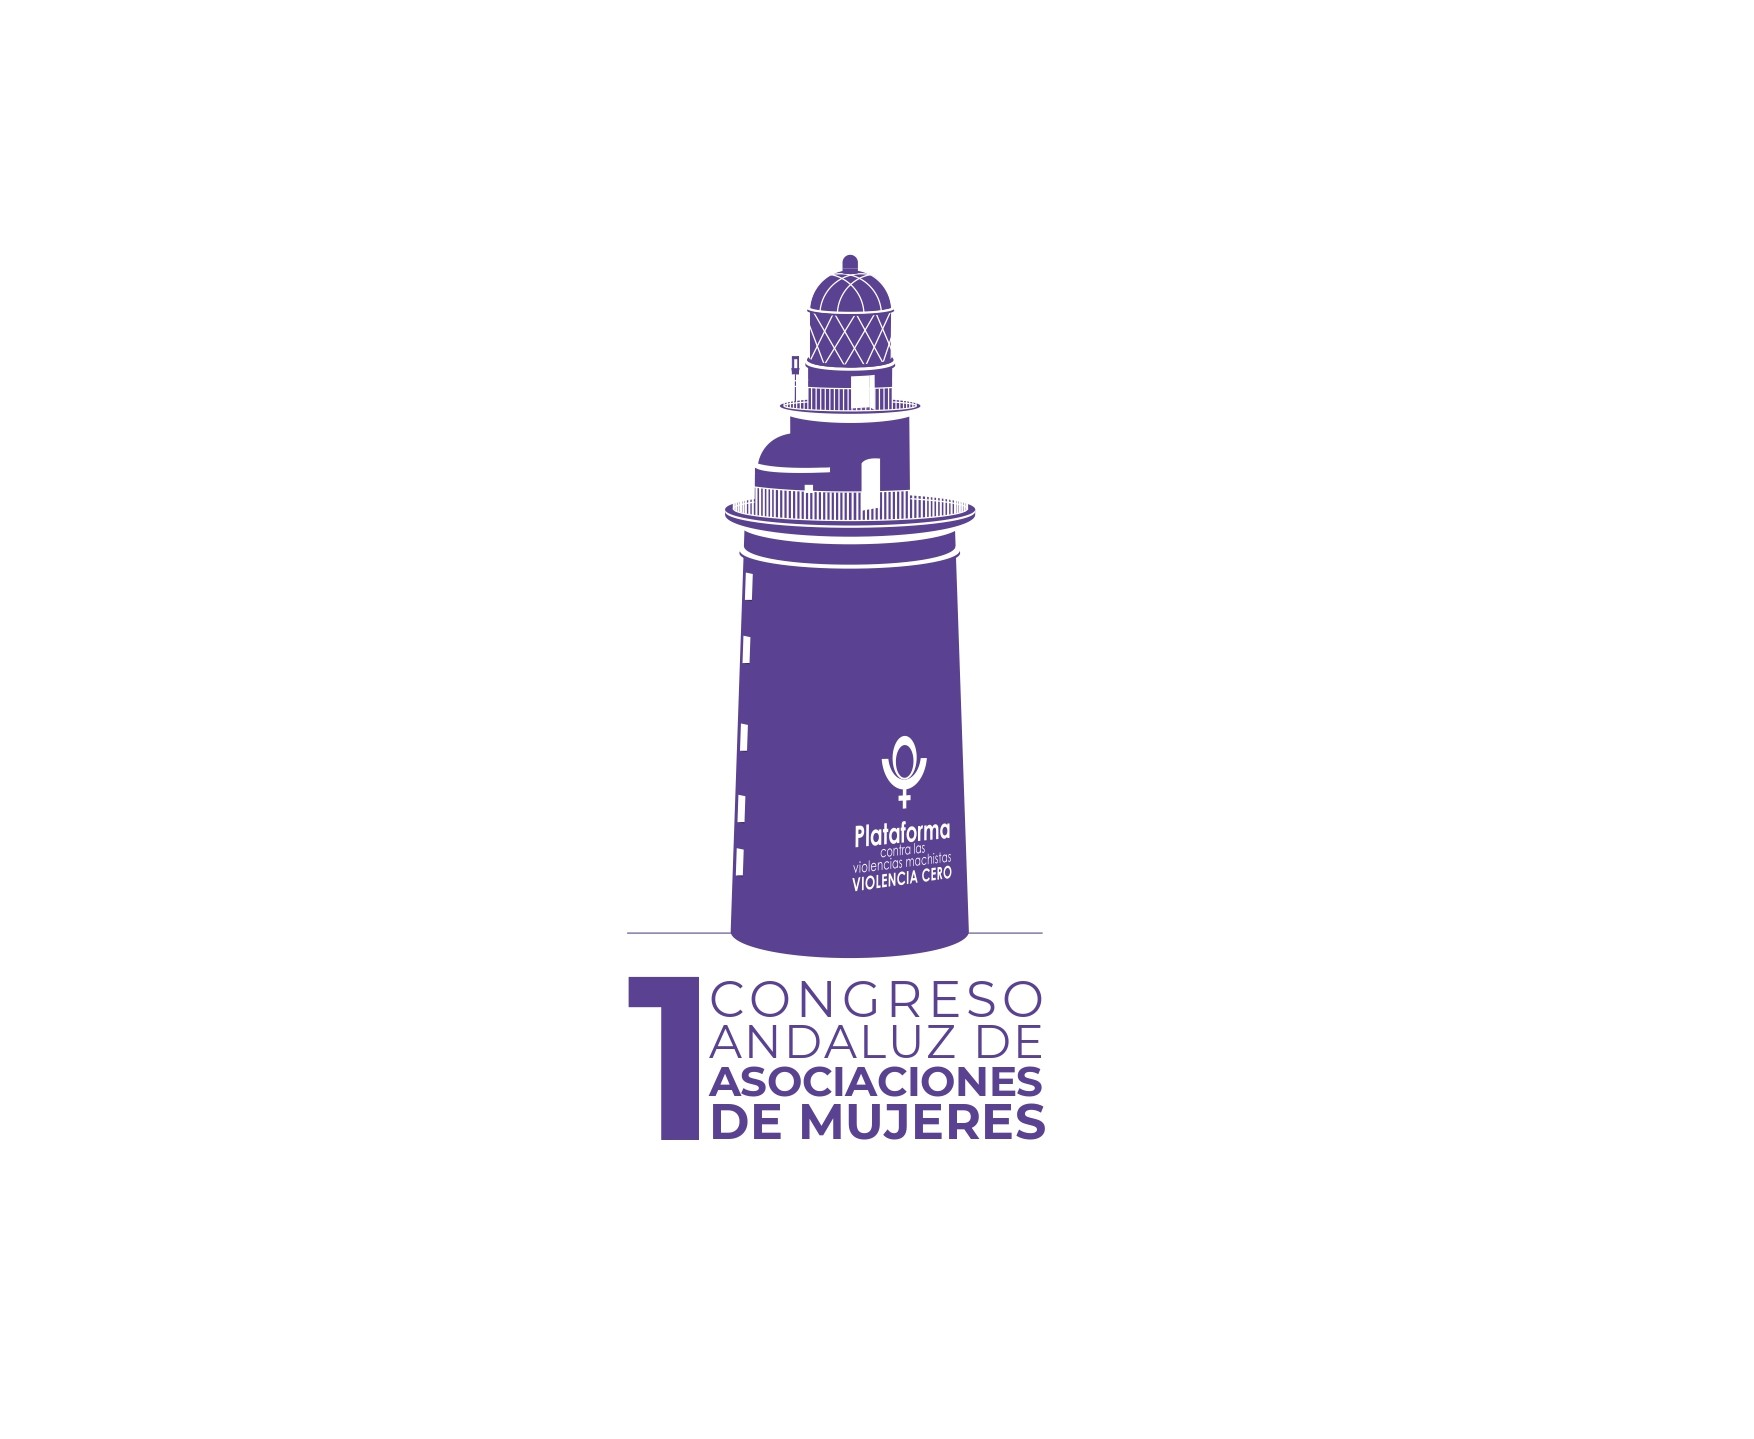 Plataforma
contra las
violencias machistas
VIOLENCIA CERO
1
CONGRESO
ANDALUZ DE
ASOCIACIONES
DE MUJERES